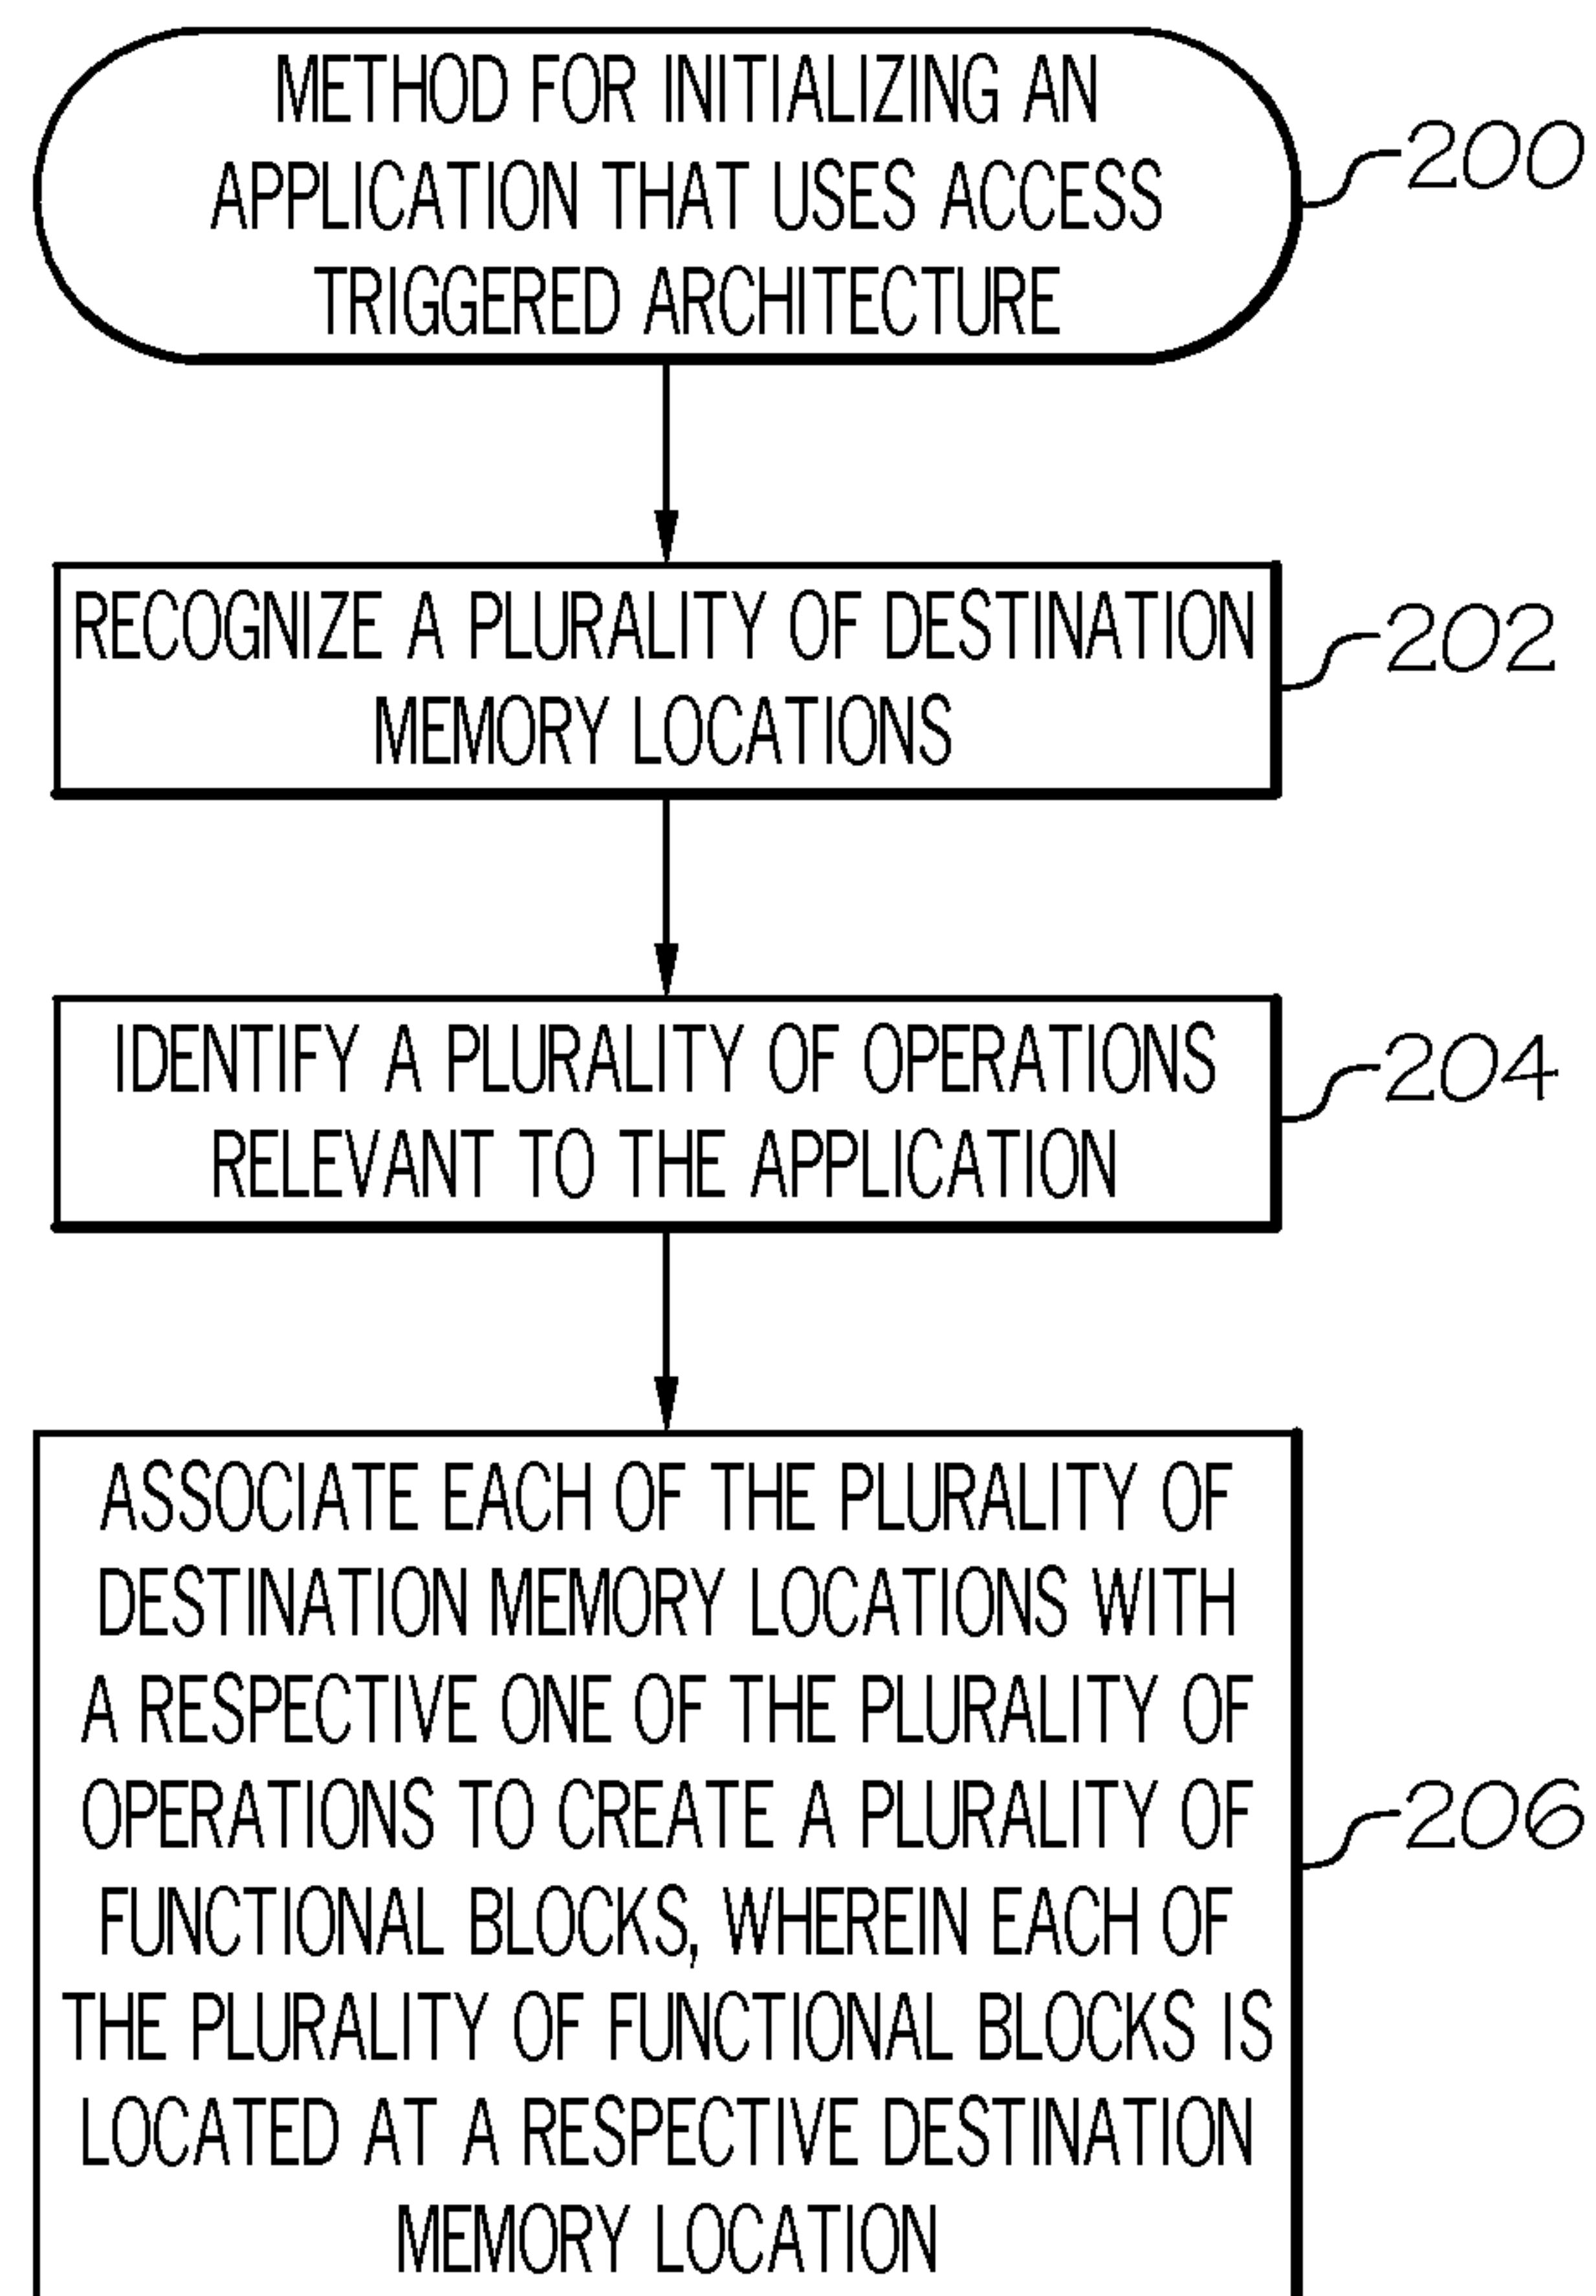 METHOD FOR INITIALIZING AN
APPLICATION THAT USES ACCESS
TRIGGERED ARCHITECTURE
200
RECOGNIZE A PLURALITY OF DESTINATION
MEMORY LOCATIONS
202
IDENTIFY A PLURALITY OF OPERATIONS
RELEVANT TO THE APPLICATION
204
ASSOCIATE EACH OF THE PLURALITY OF
DESTINATION MEMORY LOCATIONS WITH
A RESPECTIVE ONE OF THE PLURALITY OF
OPERATIONS TO CREATE A PLURALITY OF
FUNCTIONAL BLOCKS, WHEREIN EACH OF
THE PLURALITY OF FUNCTIONAL BLOCKS IS
LOCATED AT A RESPECTIVE DESTINATION
MEMORY LOCATION
206